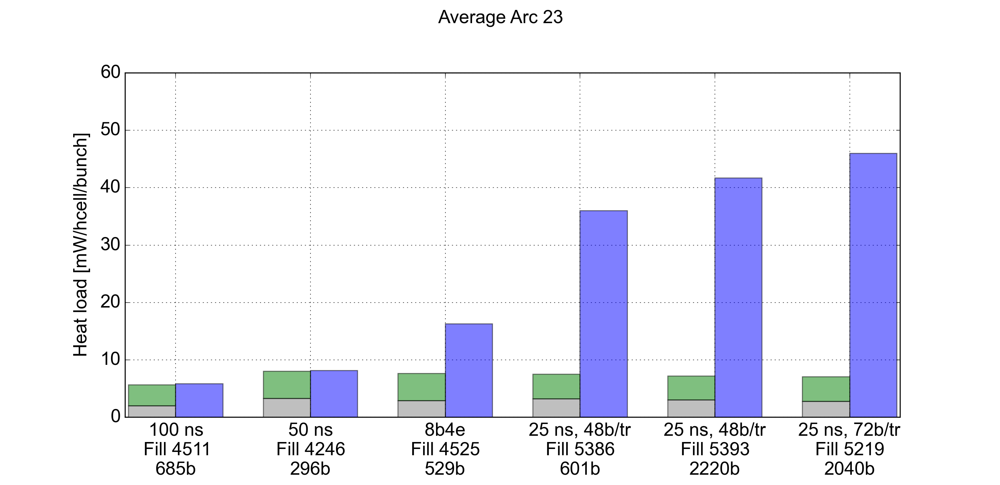 Average Arc 23
Heat load [mW/hcell/bunch]
60
50
40
30
20
10
0
100 ns
Fill 4511
685b
50 ns
Fill 4246
296b
8b4e
Fill 4525
529b
25 ns, 48b/tr
Fill 5386
601b
25 ns, 48b/tr
Fill 5393
2220b
25 ns, 72b/tr
Fill 5219
2040b